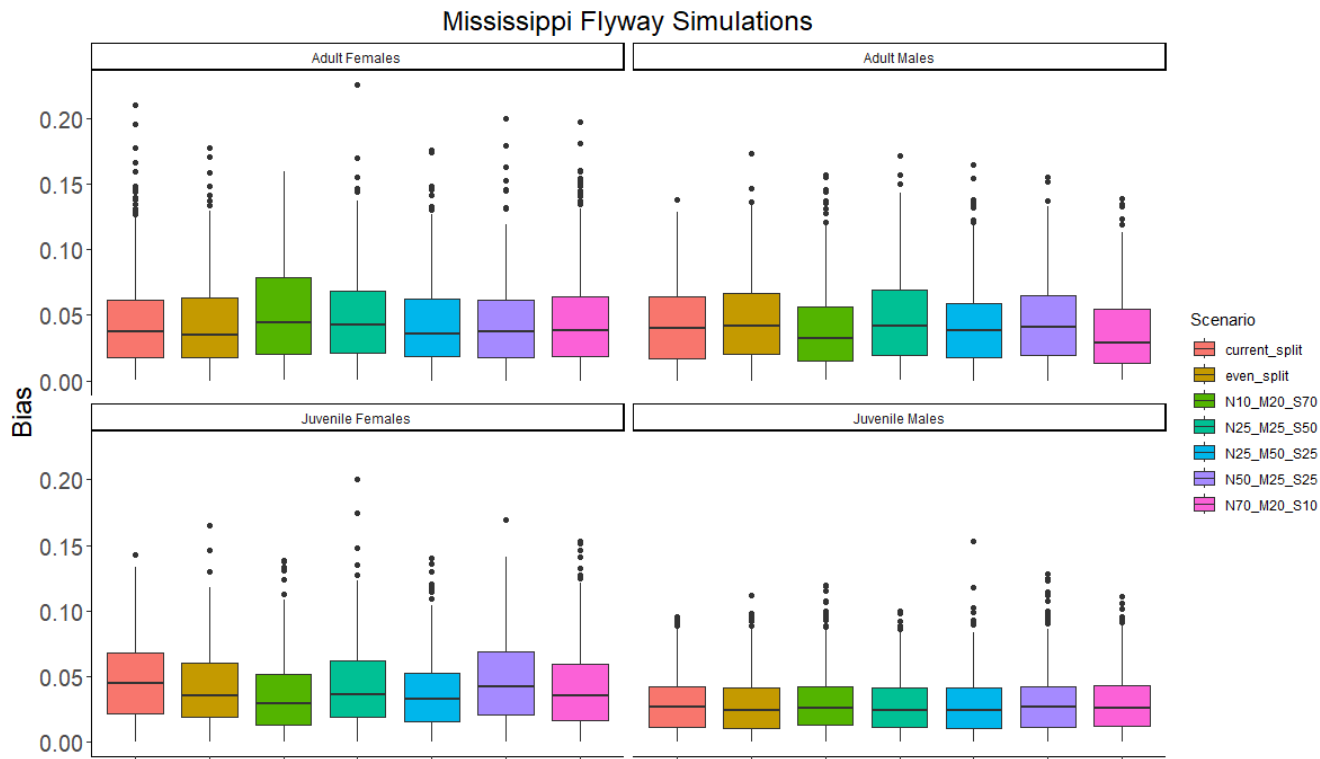 Mississippi Flyway Simulations
Adult Females
Adult Males
0.20
0.15
0.10
0.05
0.00
Bias
Juvenile Females
Juvenile Males
0.20
0.15
0.10
0.05
0.00
Scenario
current_split
even_split
N10_M20_S70
N25_M25_S50
N25_M50_S25
N50_M25_S25
N70_M20_S10